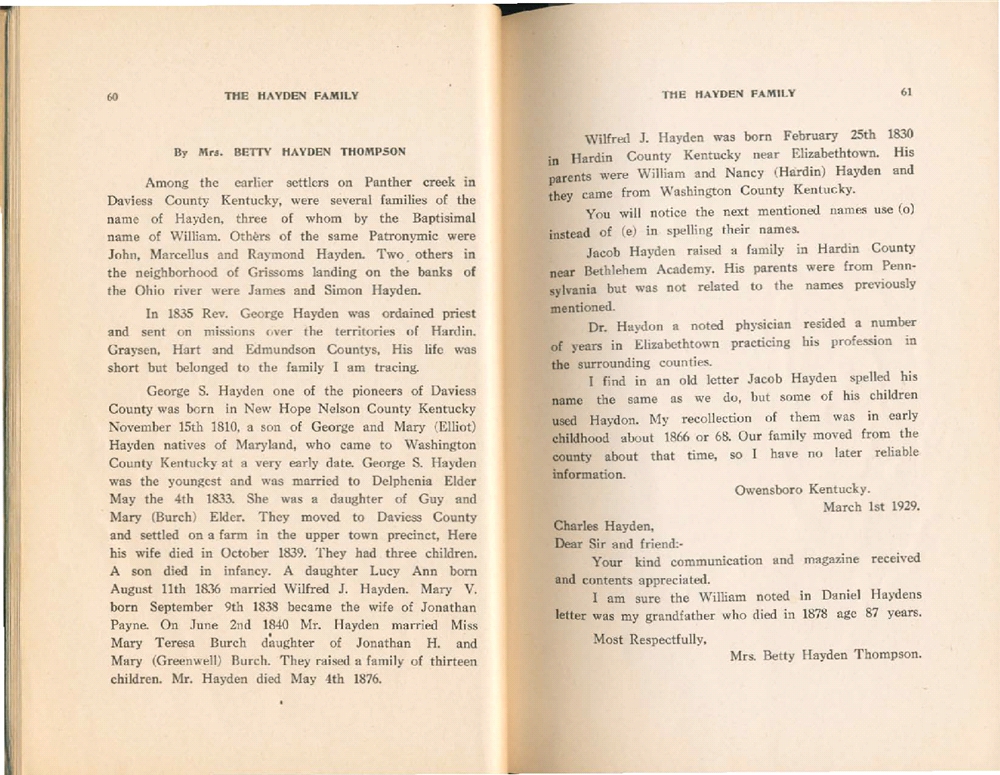 60
THE HAYDEN FAMILY
By Mrs. BETTY HAYDEN THOMPSON
Among the earlier settlers on Panther creek in
Daviess County Kentucky, were several families of the
name of Hayden, three of whom by the Baptisimal
name of William. Others of the same Patronymic were
John, Marcellus and Raymond Hayden. Two others in
the neighborhood of Grissoms landing on the banks of
the Ohio river were James and Simon Hayden.
In 1835 Rev. George Hayden was ordained priest
and sent on missions over the territories of Hardin.
Graysen, Hart and Edmundson Countys, His life was
short but belonged to the family I am tracing.
George S. Hayden one of the pioneers of Daviess
County was born in New Hope Nelson County Kentucky
November 15th 1810, a son of George and Mary (Elliot)
Hayden natives of Maryland, who came to Washington
County Kentucky at a very early date. George S. Hayden
was the youngest and was married to Delphenia Elder
May the 4th 1833. She was a daughter of Guy and
Mary (Burch) Elder. They moved to Daviess County
and settled on a farm in the upper town precinct, Here
his wife died in October 1839. They had three children.
A son died in infancy. A daughter Lucy Ann born
August 11th 1836 married Wilfred J. Hayden. Mary V.
born September 9th 1838 became the wife of Jonathan
Payne. On June 2nd 1840 Mr. Hayden married Miss
Mary Teresa Burch daughter of Jonathan H. and
Mary (Greenwell) Burch. They raised a family of thirteen
children. Mr. Hayden died May 4th 1876.
THE HAYDEN FAMILY
61
Wilfred J. Hayden was born February 25th 1830
in Hardin County Kentucky near Elizabethtown. His
parents were William and Nancy (Hardin) Hayden and
they came from Washington County Kentucky.
You will notice the next mentioned names use (o)
instead of (e) in spelling their names.
Jacob Hayden raised a family in Hardin County
near Bethlehem Academy. His parents were from Penn-
sylvania but was not related to the names previously
mentioned.
Dr. Haydon a noted physician resided a number
of years in Elizabethtown practicing his profession in
the surrounding counties.
I find in an old letter Jacob Hayden spelled his
name the same as we do, but some of his children
used Haydon. My recollection of them was in early
childhood about 1866 or 68. Our family moved from the
county about that time, so I have no later reliable
information.
Owensboro Kentucky.
March 1st 1929.
Charles Hayden,
Dear Sir and friend:-
Your kind communication and magazine received
and contents appreciated.
I am sure the William noted in Daniel Haydens
letter was my grandfather who died in 1878 age 87 years.
Most Respectfully,
Mrs. Betty Hayden Thompson.